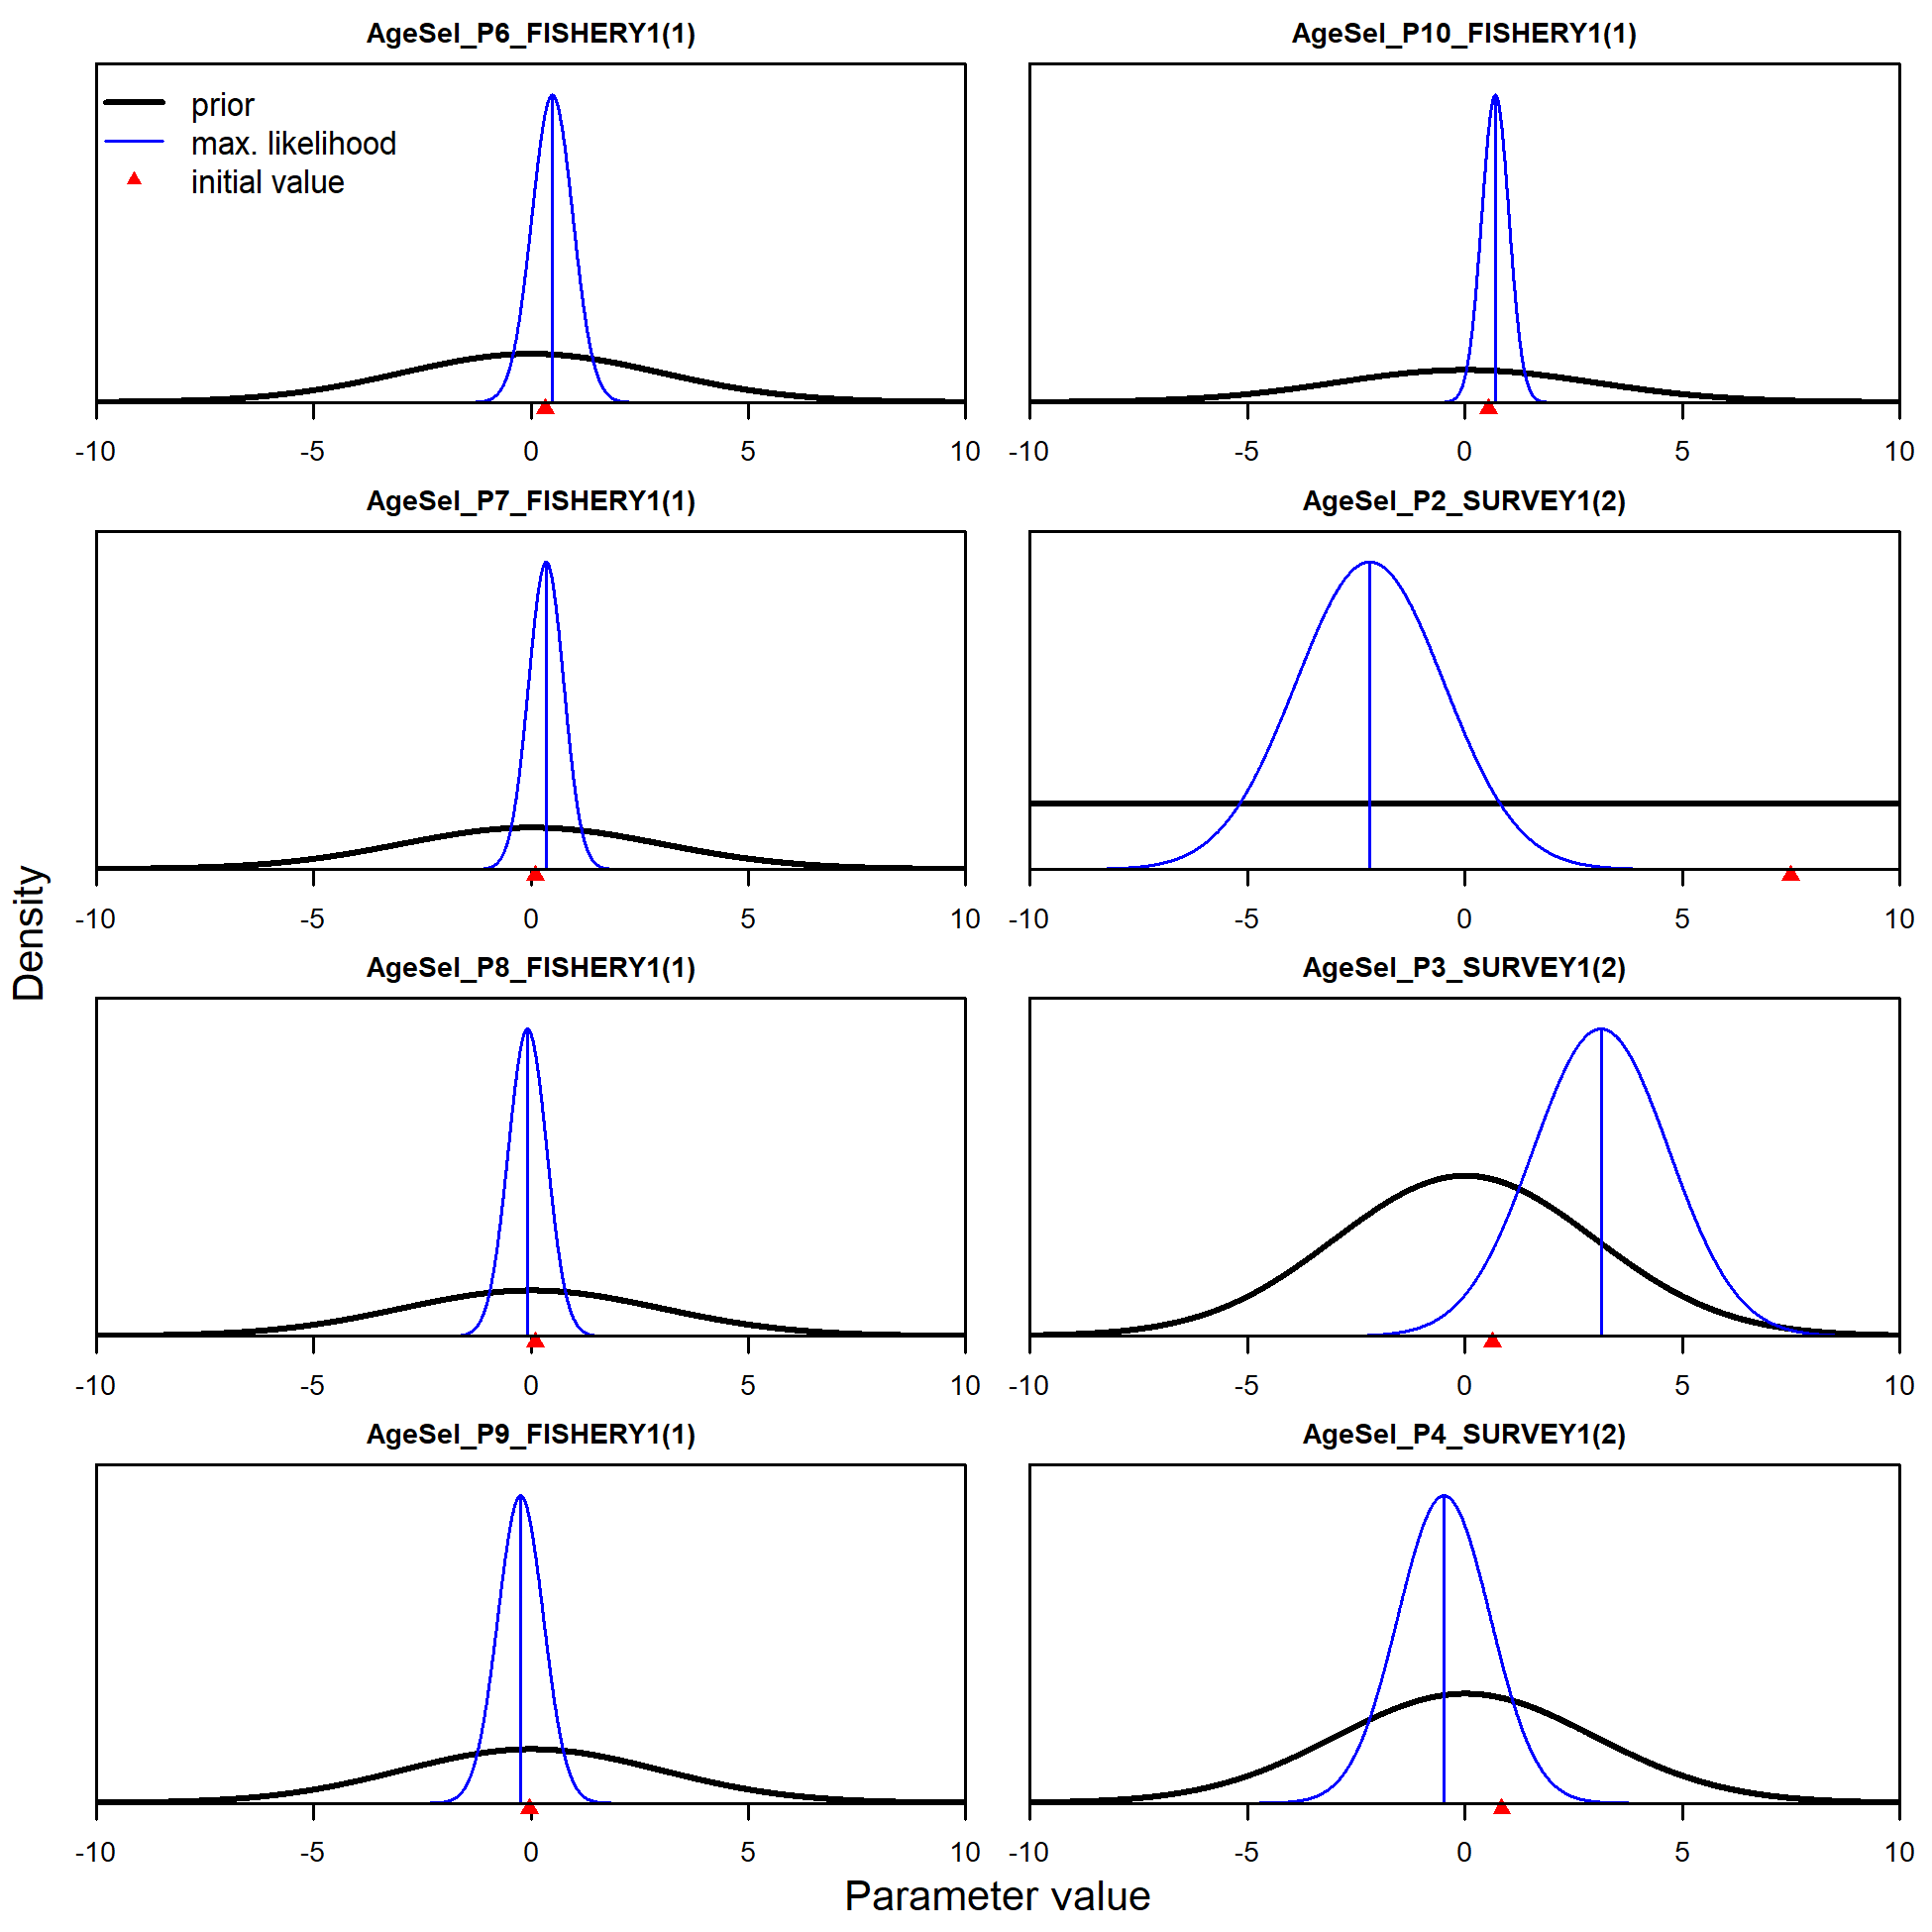 AgeSel_P6_FISHERY1(1)
prior
max. likelihood
initial value
-10 -5 0 5 10
AgeSel_P10_FISHERY1(1)
-10 -5 0 5 10
AgeSel_P7_FISHERY1(1)
-10 -5 0 5 10
AgeSel_P2_SURVEY1(2)
-10 -5 0 5 10
AgeSel_P8_FISHERY1(1)
-10 -5 0 5 10
AgeSel_P3_SURVEY1(2)
-10 -5 0 5 10
AgeSel_P9_FISHERY1(1)
-10 -5 0 5 10
AgeSel_P4_SURVEY1(2)
-10 -5 0 5 10
Density
Parameter value